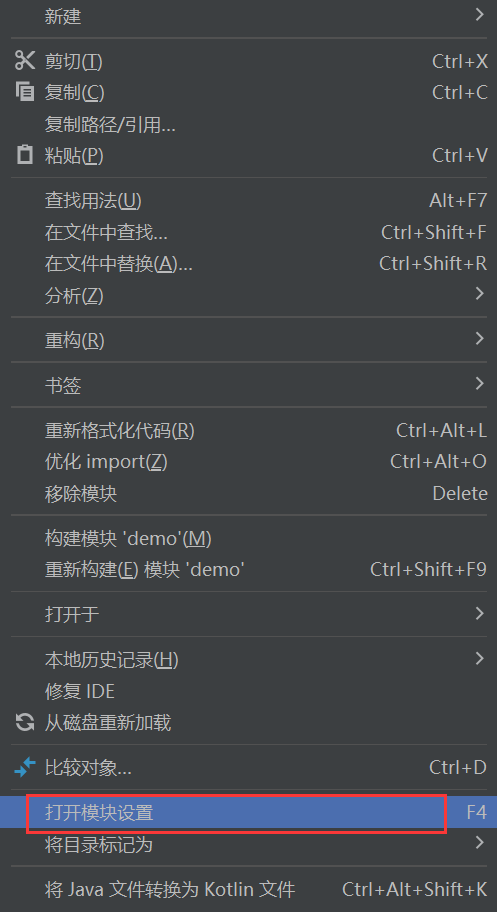 新建
剪切(T) Ctrl+X
复制(C) Ctrl+C
复制路径/引用...
粘贴(P) Ctrl+V
查找用法(U) Alt+F7
在文件中查找... Ctrl+Shift+F
在文件中替换(A)... Ctrl+Shift+R
分析(Z)
重构(R)
书签
重新格式化代码(R) Ctrl+Alt+L
优化 import(Z) Ctrl+Alt+O
移除模块 Delete
构建模块 'demo'(M)
重新构建(E) 模块 'demo' Ctrl+Shift+F9
打开于
本地历史记录(H)
修复 IDE
从磁盘重新加载
比较对象... Ctrl+D
打开模块设置 F4
将目录标记为
将 Java 文件转换为 Kotlin 文件 Ctrl+Alt+Shift+K